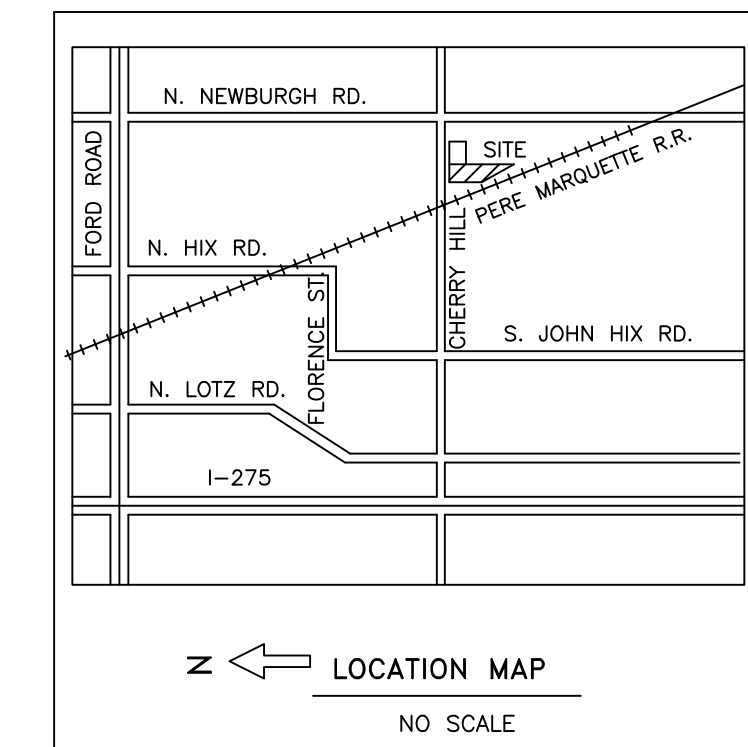 N. NEWBURGH RD.
FORD ROAD
SITE
PERE MARQUETTE R.R.
N. HIX RD.
CHERRY HILL
FLORENCE ST.
S. JOHN HIX RD.
N. LOTZ RD.
I-275
N
LOCATION MAP
NO SCALE